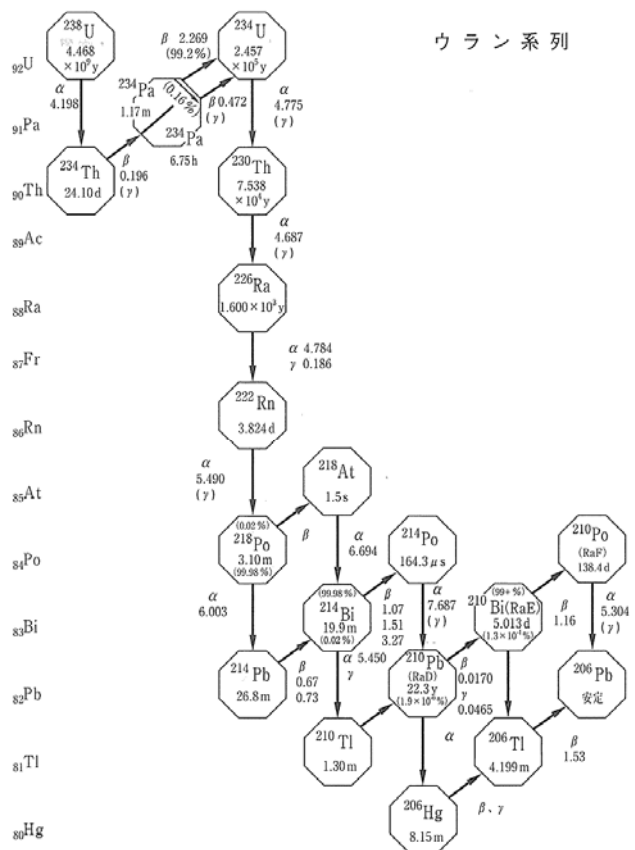 ウラン系列
₉₂U
₉₁Pa
₉₀Th
₈₉Ac
₈₈Ra
₈₇Fr
₈₆Rn
₈₅At
₈₄Po
₈₃Bi
₈₂Pb
₈₁Tl
₈₀Hg
²³⁸U
4.468
×10⁹y
α
4.198
²³⁴Th
24.10d
β
0.196
(γ)
²³⁴Pa
1.17m
(0.16%)
²³⁴Pa
6.75h
β 2.269
(99.2%)
β 0.472
(γ)
²³⁴U
2.457
×10⁵y
α
4.775
(γ)
²³⁰Th
7.538
×10⁴y
α
4.687
(γ)
²²⁶Ra
1.600×10³y
α 4.784
γ 0.186
²²²Rn
3.824d
α
5.490
(γ)
(0.02%)
²¹⁸Po
3.10m
(99.98%)
β
²¹⁸At
1.5s
α
6.694
α
6.003
²¹⁴Pb
26.8m
β
0.67
0.73
(99.98%)
²¹⁴Bi
19.9m
(0.02%)
β
1.07
1.51
3.27
α 5.450
γ
²¹⁴Po
164.3μs
α
7.687
(γ)
²¹⁰Tl
1.30m
²¹⁰Pb
(RaD)
22.3y
β
0.0170
γ
0.0465
α
(99+%)
²¹⁰Bi(RaE)
5.013d
β
1.16
²¹⁰Po
(RaF)
138.4d
α
5.304
(γ)
²⁰⁶Pb
安定
²⁰⁶Tl
4.199m
β
1.53
²⁰⁶Hg
8.15m
β、γ